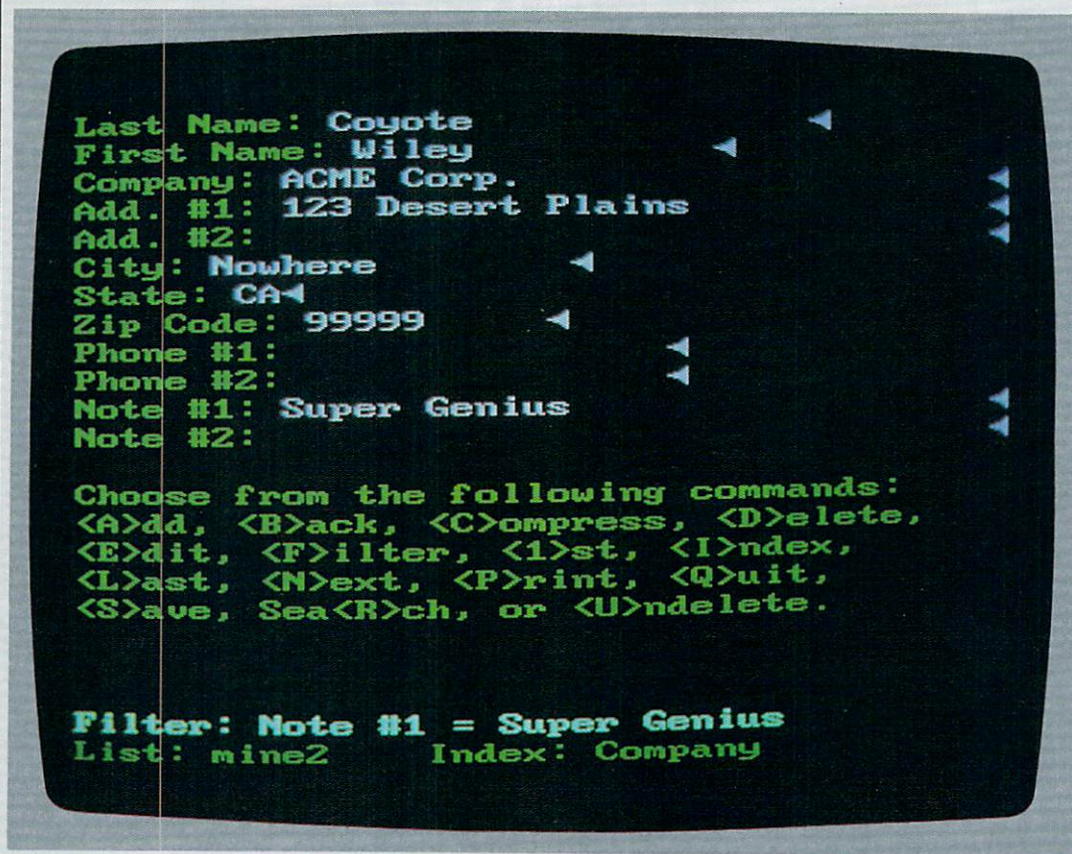 Last Name: Coyote ◄
First Name: Wiley ◄
Company: ACME Corp. ◄
Add. #1: 123 Desert Plains ◄
Add. #2: ◄
City: Nowhere ◄
State: CA◄
Zip Code: 99999 ◄
Phone #1: ◄
Phone #2: ◄
Note #1: Super Genius ◄
Note #2: ◄
Choose from the following commands:
<A>dd, <B>ack, <C>ompress, <D>elete,
<E>dit, <F>ilter, <1>st, <I>ndex,
<L>ast, <N>ext, <P>rint, <Q>uit,
<S>ave, Sea<R>ch, or <U>ndelete.
Filter: Note #1 = Super Genius
List: mine2 Index: Company